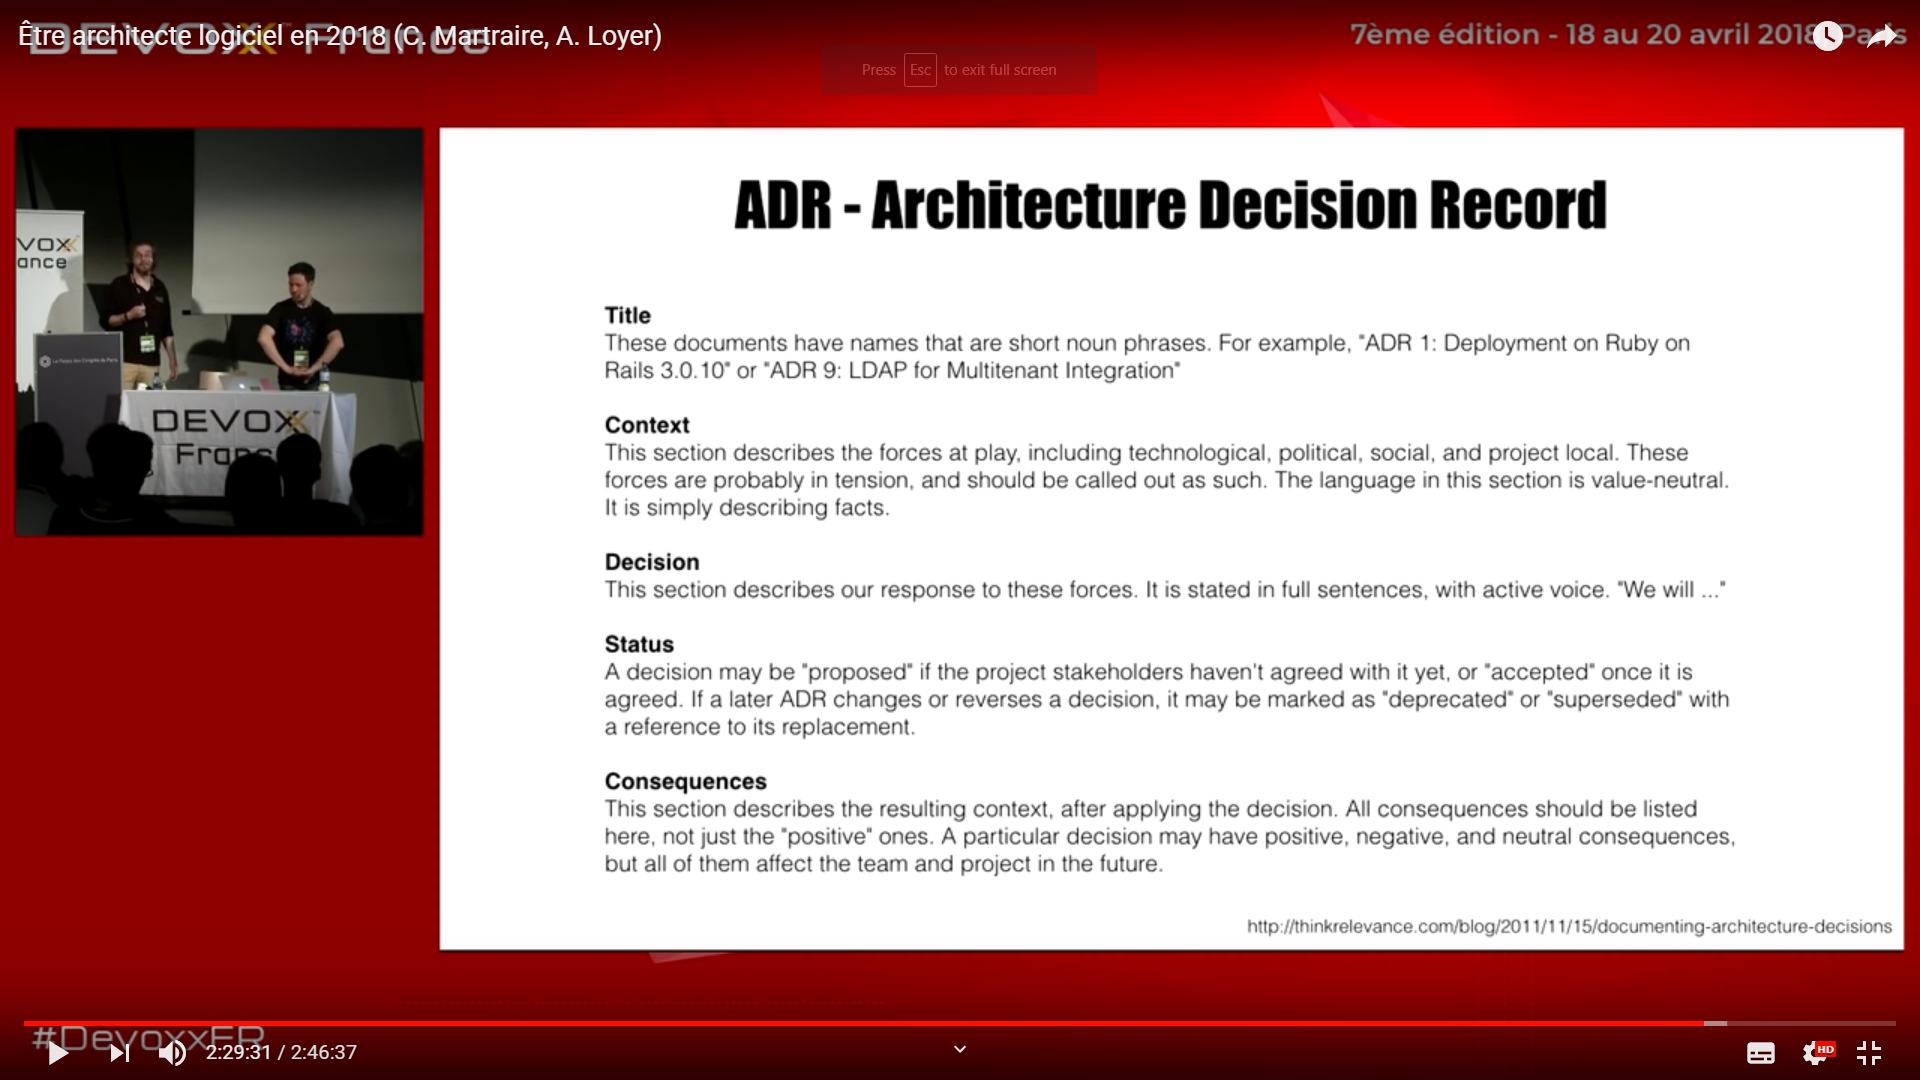 Être architecte logiciel en 2018 (C. Martraire, A. Loyer)
DEVOXX France
7ème édition - 18 au 20 avril 2018 Paris
Press Esc to exit full screen
VOXX
ance
Le Palais des Congrès de Paris
DEVOXX
France
ADR - Architecture Decision Record
Title
These documents have names that are short noun phrases. For example, "ADR 1: Deployment on Ruby on
Rails 3.0.10" or "ADR 9: LDAP for Multitenant Integration"
Context
This section describes the forces at play, including technological, political, social, and project local. These
forces are probably in tension, and should be called out as such. The language in this section is value-neutral.
It is simply describing facts.
Decision
This section describes our response to these forces. It is stated in full sentences, with active voice. "We will ..."
Status
A decision may be "proposed" if the project stakeholders haven't agreed with it yet, or "accepted" once it is
agreed. If a later ADR changes or reverses a decision, it may be marked as "deprecated" or "superseded" with
a reference to its replacement.
Consequences
This section describes the resulting context, after applying the decision. All consequences should be listed
here, not just the "positive" ones. A particular decision may have positive, negative, and neutral consequences,
but all of them affect the team and project in the future.
http://thinkrelevance.com/blog/2011/11/15/documenting-architecture-decisions
#DevoxxFR
2:29:31 / 2:46:37
HD